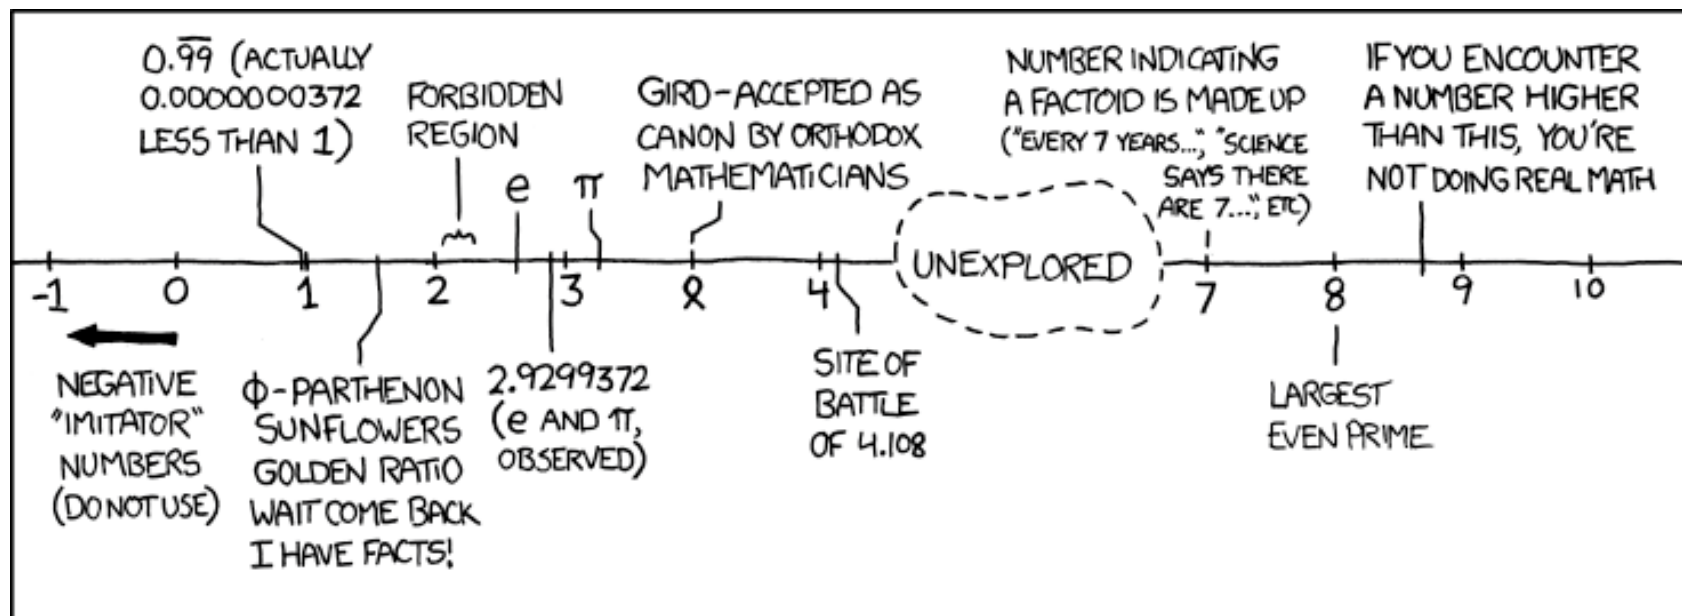 0.9̅9̅ (ACTUALLY
0.0000000372
LESS THAN 1)
FORBIDDEN
REGION
e
π
GIRD-ACCEPTED AS
CANON BY ORTHODOX
MATHEMATICIANS
NUMBER INDICATING
A FACTOID IS MADE UP
("EVERY 7 YEARS...", "SCIENCE
SAYS THERE
ARE 7...", ETC)
IF YOU ENCOUNTER
A NUMBER HIGHER
THAN THIS, YOU'RE
NOT DOING REAL MATH
UNEXPLORED
-1 0 1 2 3 ዩ 4 7 8 9 10
NEGATIVE
"IMITATOR"
NUMBERS
(DO NOT USE)
ϕ-PARTHENON
SUNFLOWERS
GOLDEN RATIO
WAIT COME BACK
I HAVE FACTS!
2.9299372
(e AND π,
OBSERVED)
SITE OF
BATTLE
OF 4.108
LARGEST
EVEN PRIME